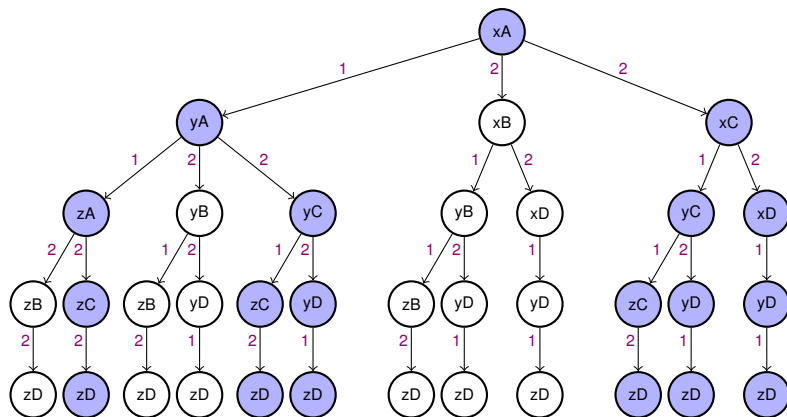 xA
1 2 2
yA xB xC
1 2 2 1 2 1 2
zA yB yC yB xD yC xD
2 2 1 2 1 2 1 2 1 1 2 1
zB zC zB yD zC yD zB yD yD zC yD yD
2 2 2 1 2 1 2 1 1 2 1 1
zD zD zD zD zD zD zD zD zD zD zD zD